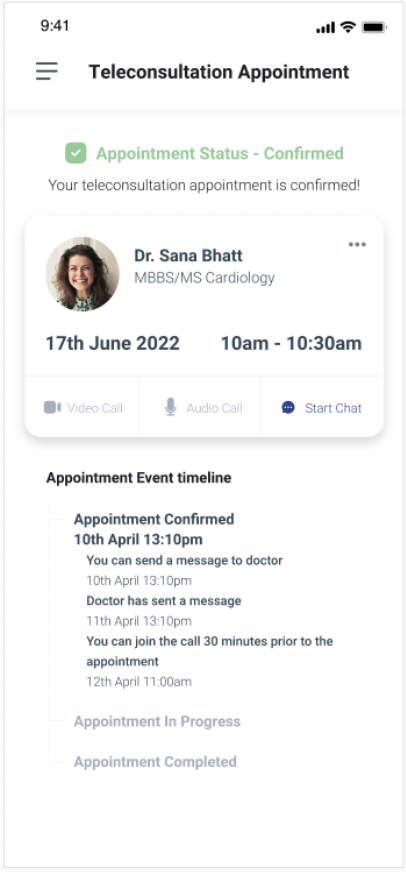 9:41
Teleconsultation Appointment
Appointment Status - Confirmed
Your teleconsultation appointment is confirmed!
Dr. Sana Bhatt
MBBS/MS Cardiology
17th June 2022
10am - 10:30am
Video Call
Audio Call
Start Chat
Appointment Event timeline
Appointment Confirmed
10th April 13:10pm
You can send a message to doctor
10th April 13:10pm
Doctor has sent a message
11th April 13:10pm
You can join the call 30 minutes prior to the
appointment
12th April 11:00am
Appointment In Progress
Appointment Completed